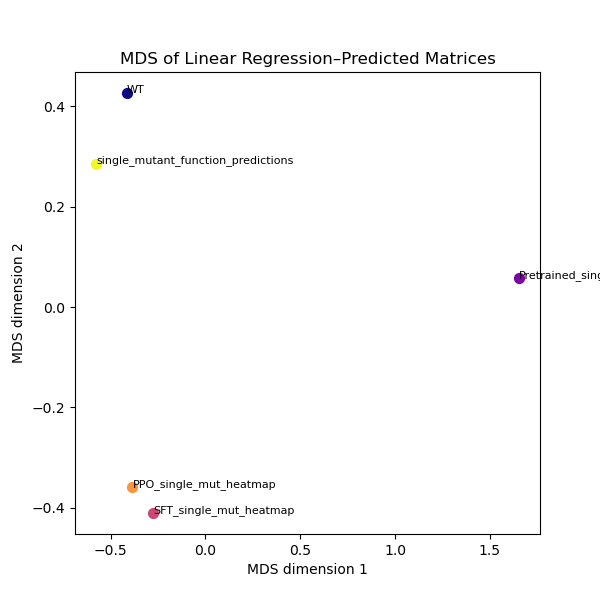 MDS of Linear Regression–Predicted Matrices
WT
0.4
single_mutant_function_predictions
0.2
Pretrained_sing
0.0
MDS dimension 2
−0.2
PPO_single_mut_heatmap
−0.4
SFT_single_mut_heatmap
−0.5 0.0 0.5 1.0 1.5
MDS dimension 1